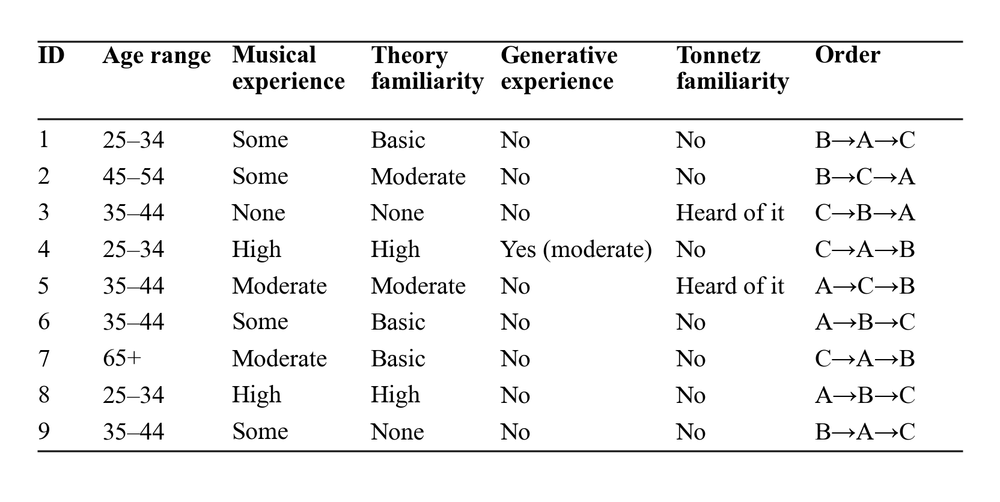 ID Age range Musical experience Theory familiarity Generative experience Tonnetz familiarity Order
1 25–34 Some Basic No No B→A→C
2 45–54 Some Moderate No No B→C→A
3 35–44 None None No Heard of it C→B→A
4 25–34 High High Yes (moderate) No C→A→B
5 35–44 Moderate Moderate No Heard of it A→C→B
6 35–44 Some Basic No No A→B→C
7 65+ Moderate Basic No No C→A→B
8 25–34 High High No No A→B→C
9 35–44 Some None No No B→A→C